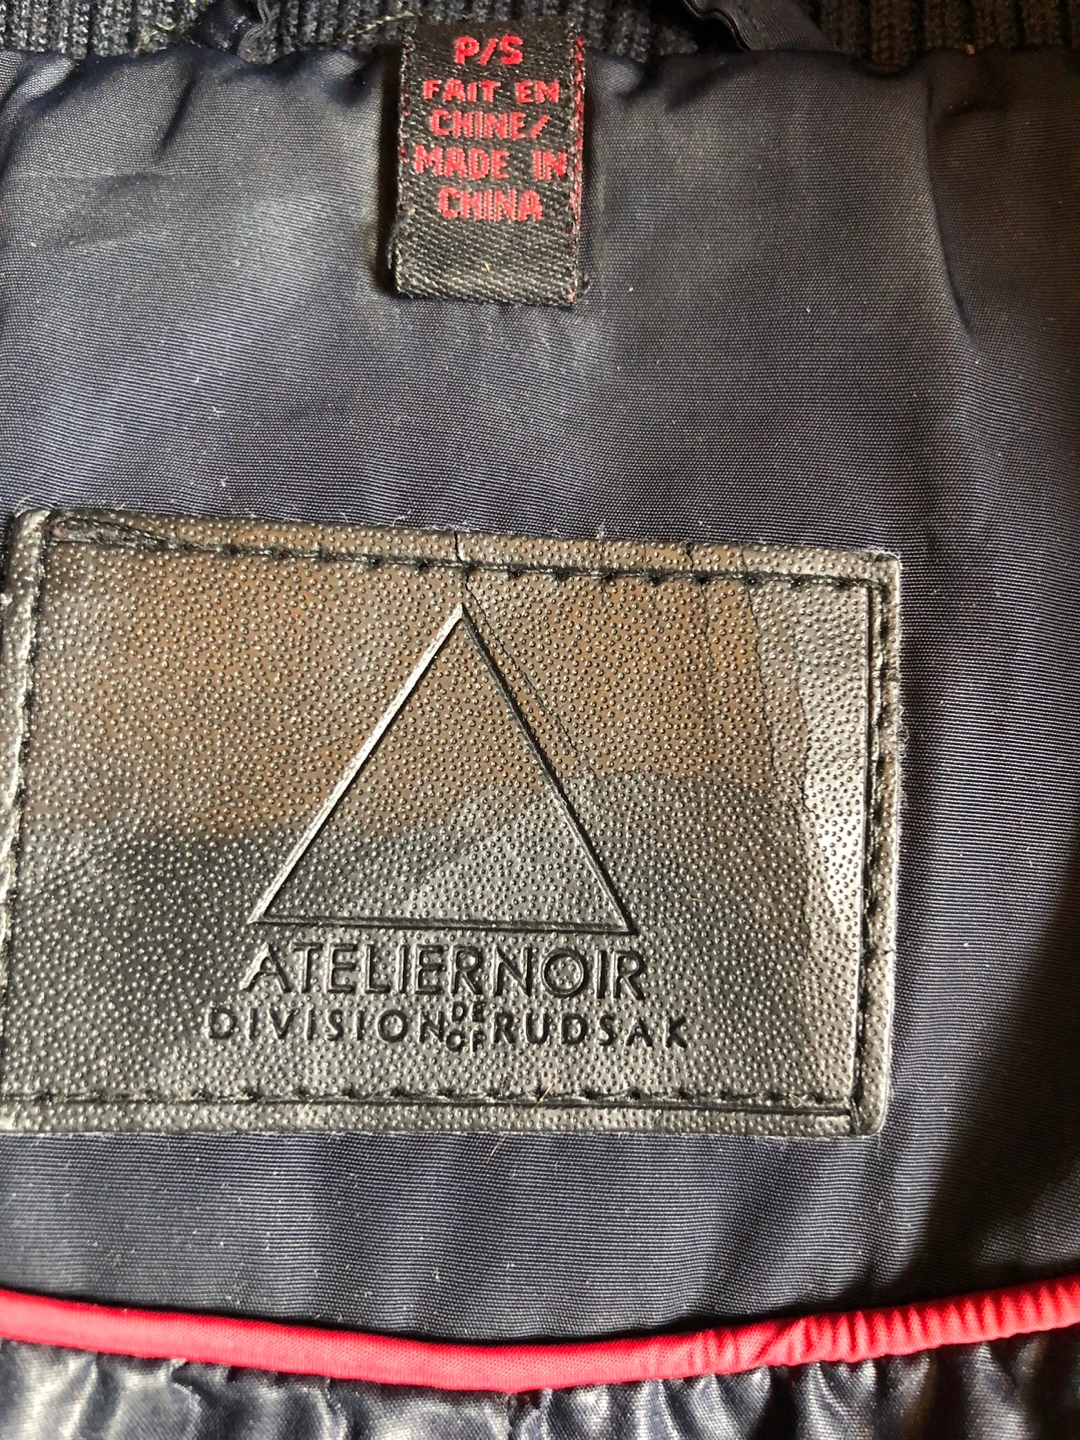 P/S
FAIT EN
CHINE/
MADE IN
CHINA
ATELIERNOIR
DIVISION DE RUDSAK
OF